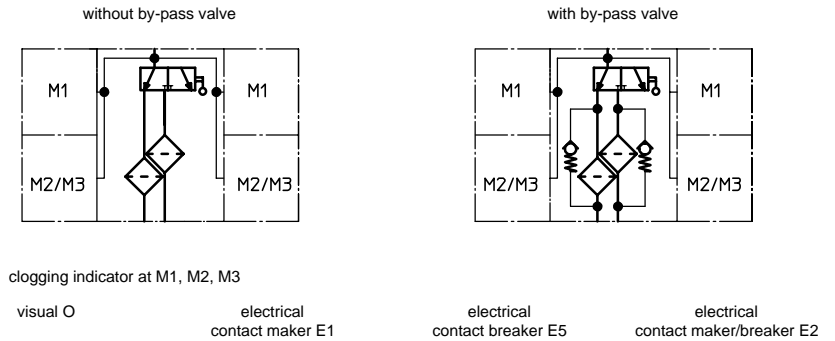 without by-pass valve
with by-pass valve
M1
M1
M1
M1
M2/M3
M2/M3
M2/M3
M2/M3
clogging indicator at M1, M2, M3
visual O
electrical
contact maker E1
electrical
contact breaker E5
electrical
contact maker/breaker E2